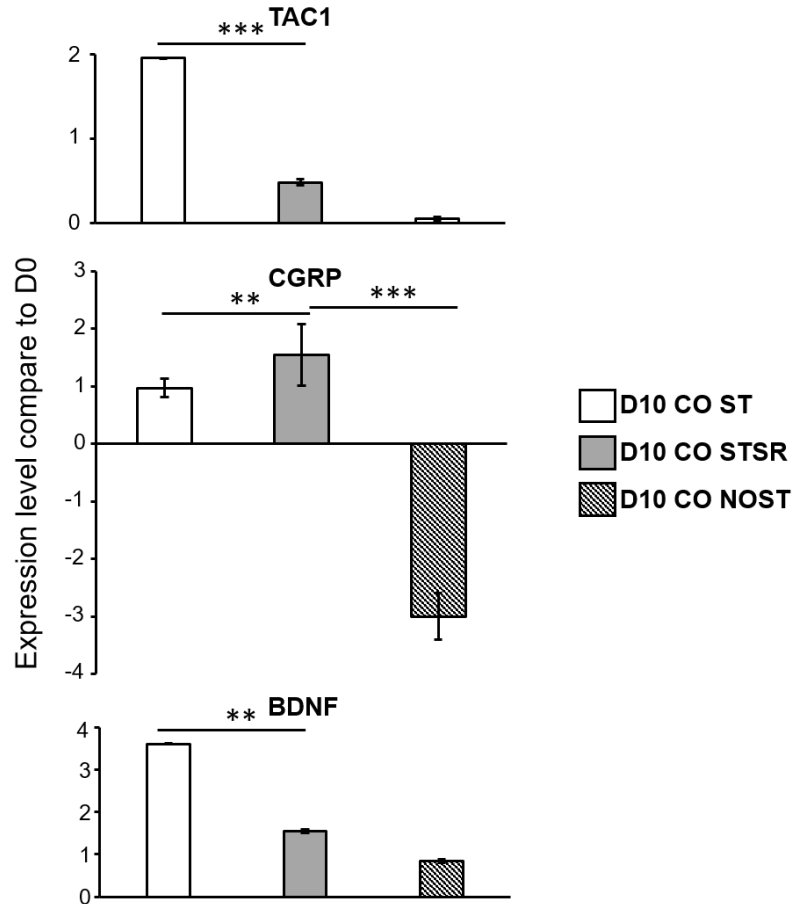 TAC1
***
2
1
0
Expression level compare to D0
CGRP
** ***
3
2
1
0
-1
-2
-3
-4
D10 CO ST
D10 CO STSR
D10 CO NOST
BDNF
**
4
3
2
1
0